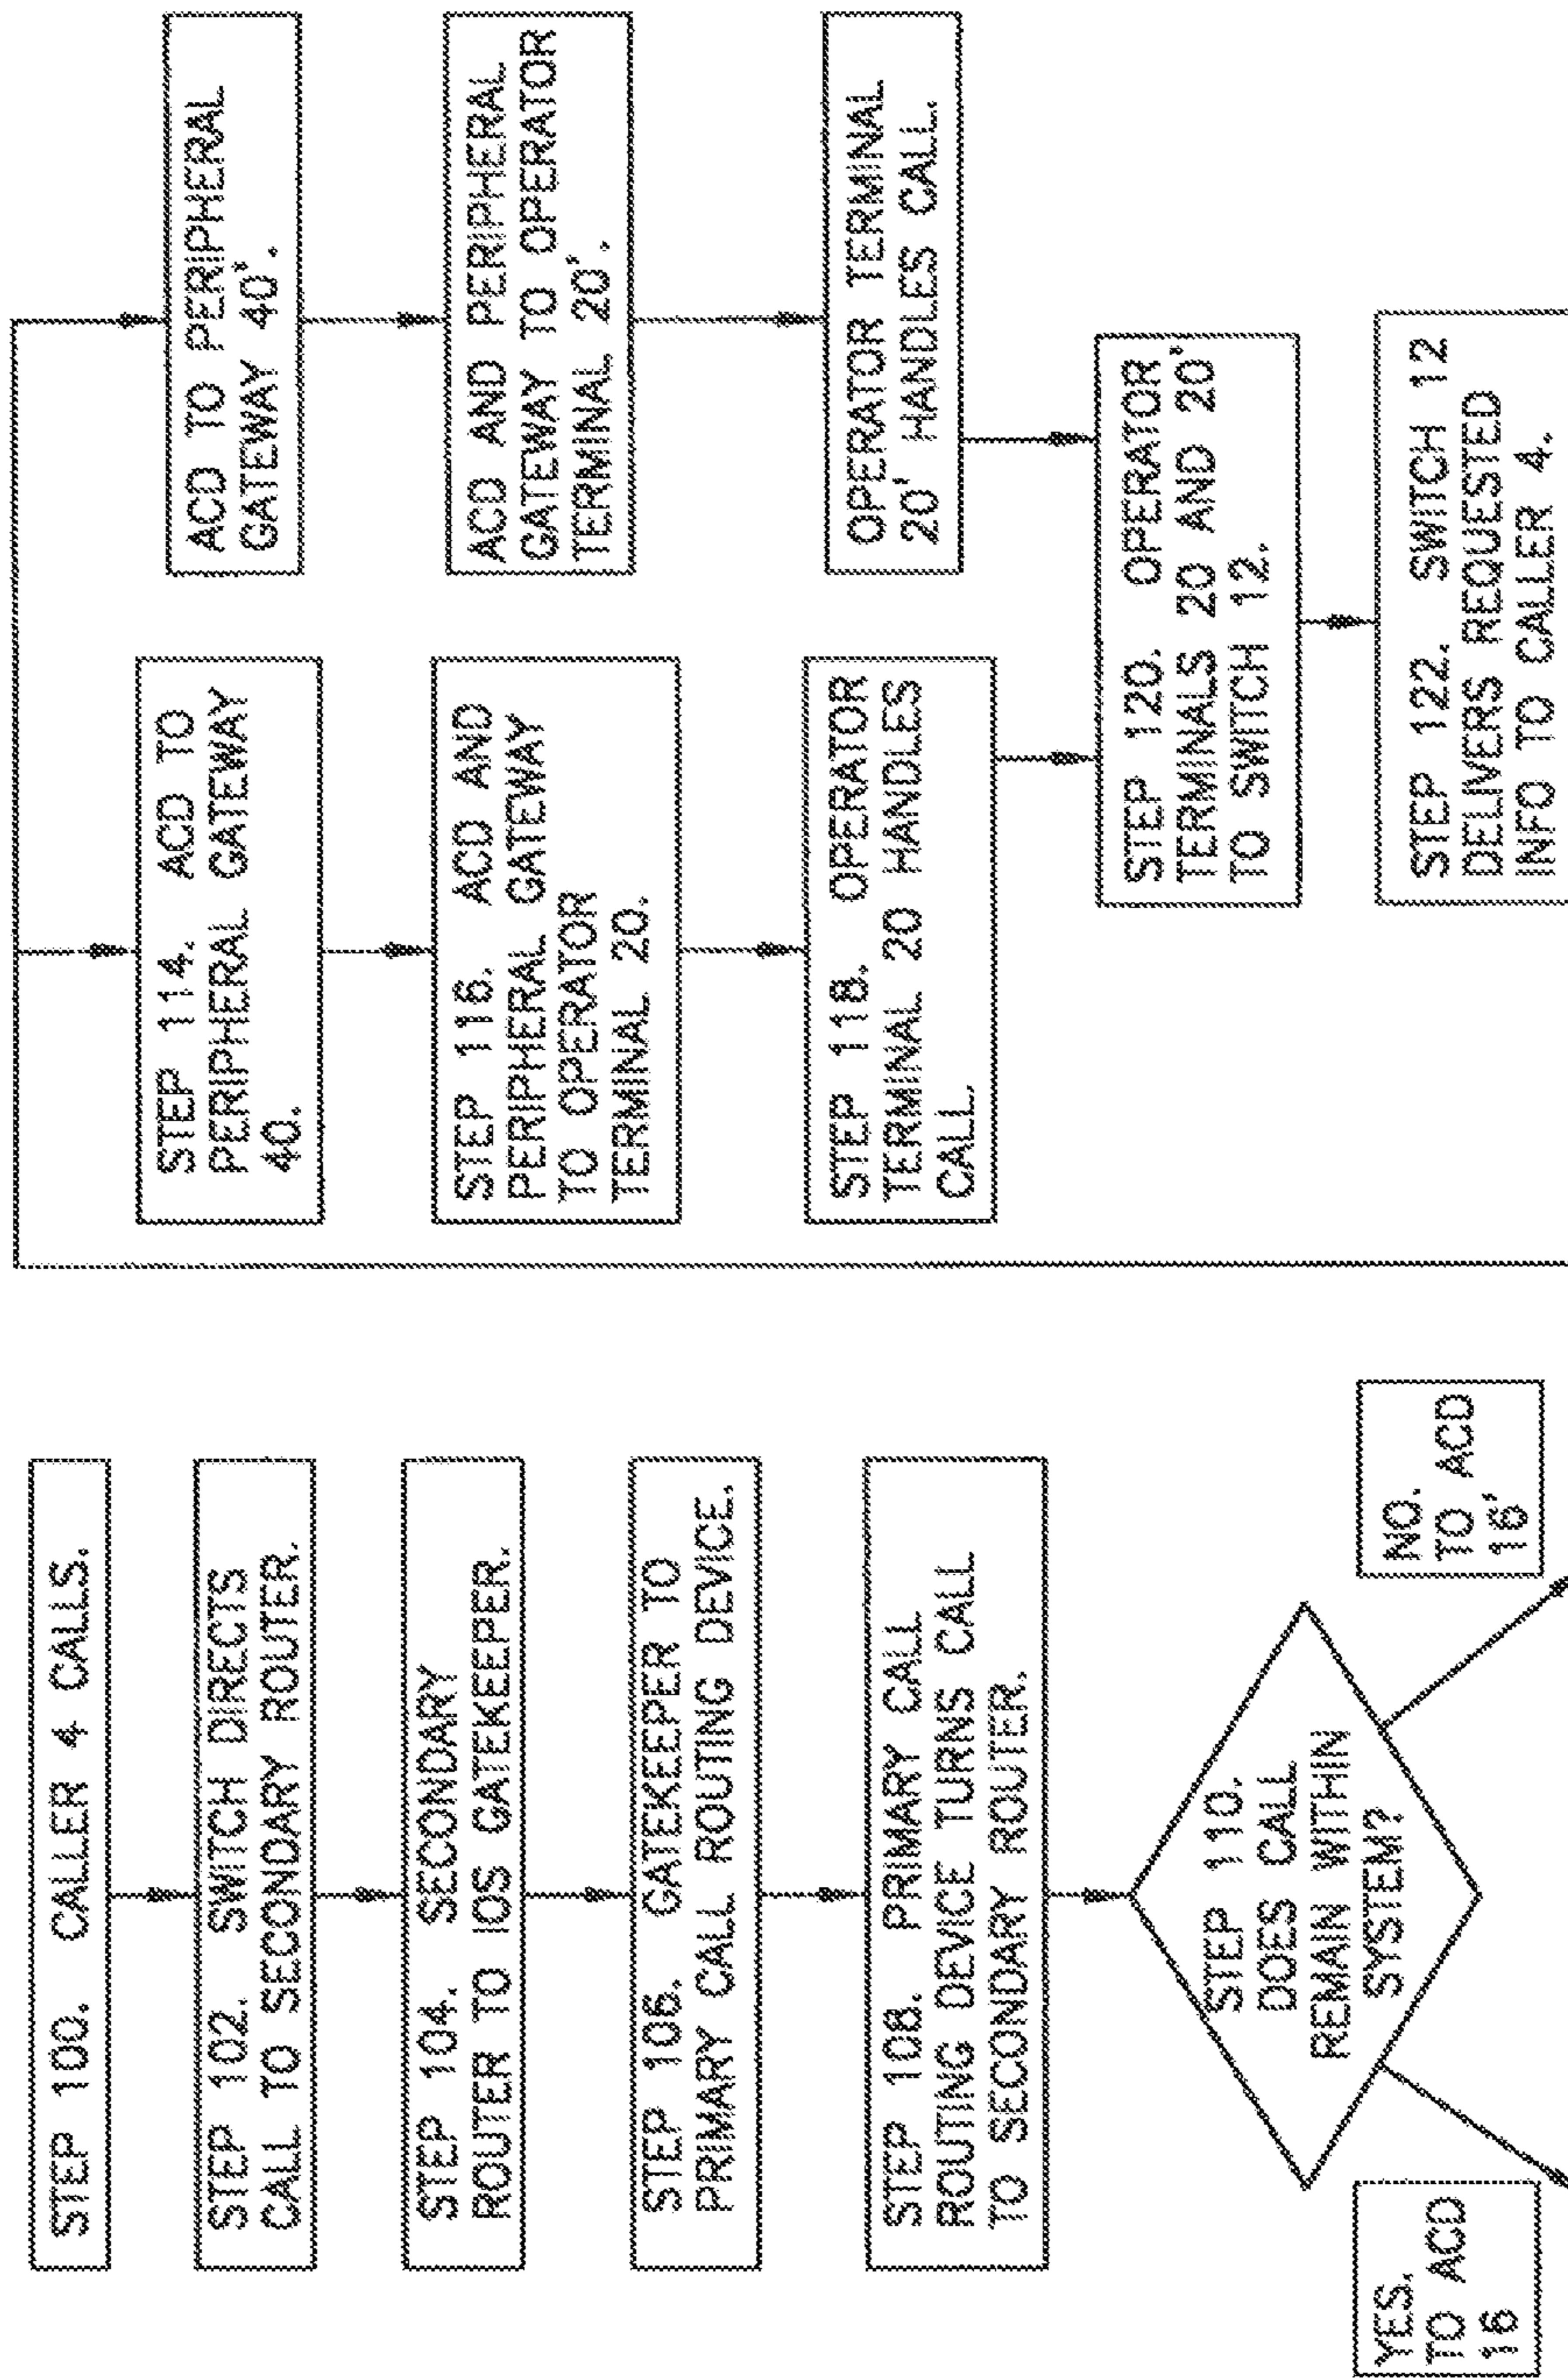 STEP 100. CALLER 4 CALLS.
STEP 102. SWITCH DIRECTS
CALL TO SECONDARY ROUTER.
STEP 104. SECONDARY
ROUTER TO IOS GATEKEEPER.
STEP 106. GATEKEEPER TO
PRIMARY CALL ROUTING DEVICE.
STEP 108. PRIMARY CALL
ROUTING DEVICE TURNS CALL
TO SECONDARY ROUTER.
STEP 110.
DOES CALL
REMAIN WITHIN
SYSTEM?
YES.
TO ACD
16
NO.
TO ACD
16'
STEP 114. ACD TO
PERIPHERAL GATEWAY
40.
STEP 116. ACD AND
PERIPHERAL GATEWAY
TO OPERATOR
TERMINAL 20.
STEP 118. OPERATOR
TERMINAL 20 HANDLES
CALL.
ACD TO PERIPHERAL
GATEWAY 40'.
ACD AND PERIPHERAL
GATEWAY TO OPERATOR
TERMINAL 20'.
OPERATOR TERMINAL
20' HANDLES CALL.
STEP 120. OPERATOR
TERMINALS 20 AND 20'
TO SWITCH 12.
STEP 122. SWITCH 12
DELIVERS REQUESTED
INFO TO CALLER 4.